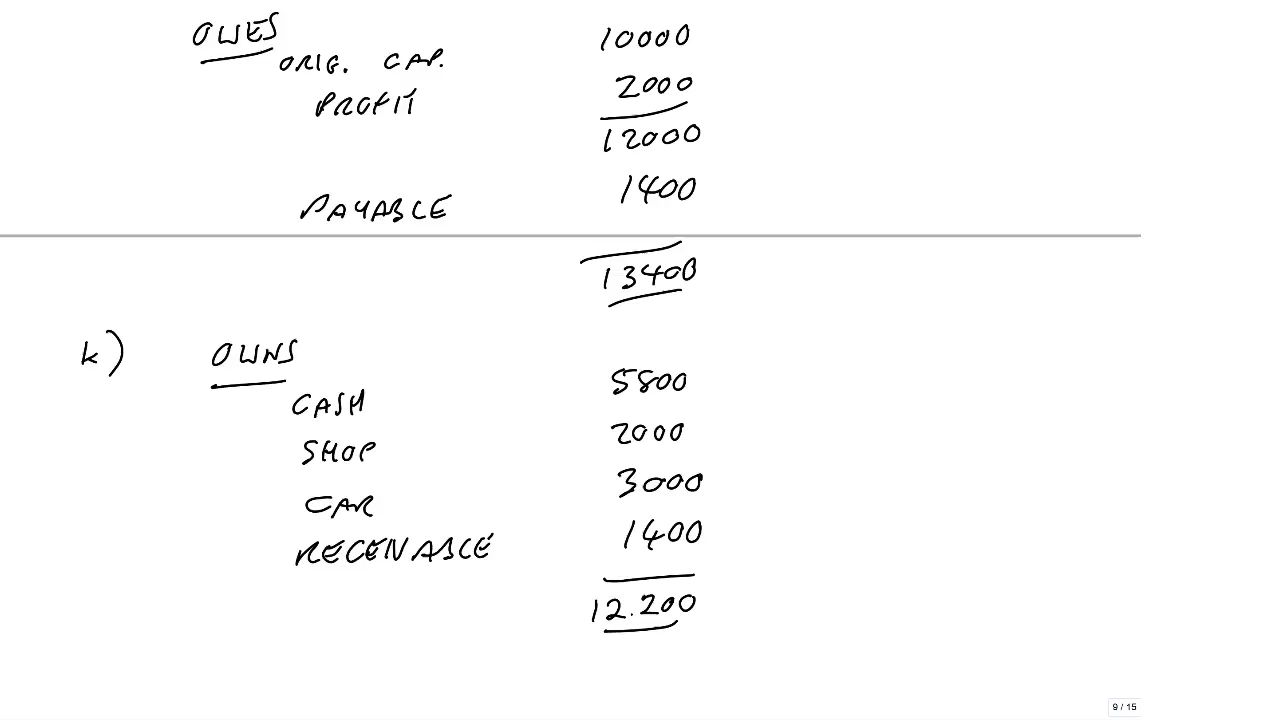 OWES
ORIG. CAP. 10000
PROFIT 2000
12000
PAYABLE 1400
13400
k) OWNS
CASH 5800
SHOP 2000
CAR 3000
RECEIVABLE 1400
12.200
9 / 15